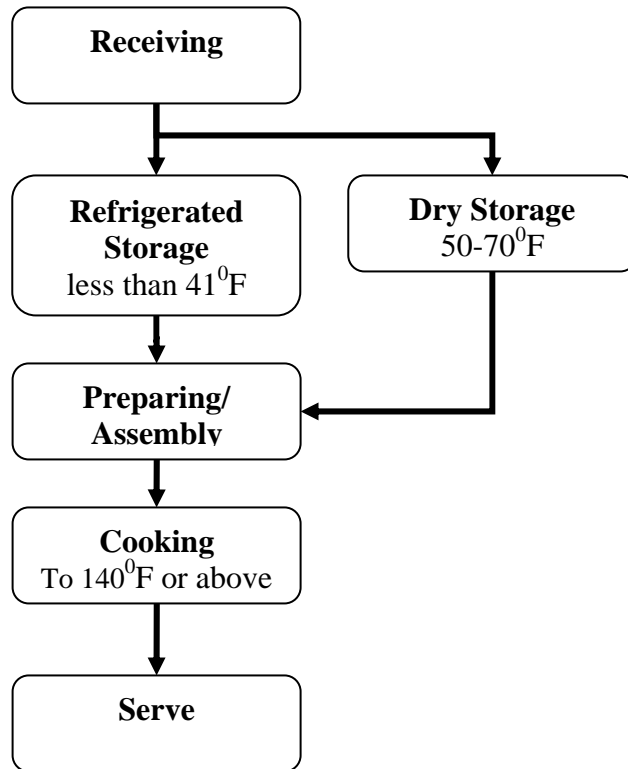 Receiving
Refrigerated
Storage
less than 41⁰F
Dry Storage
50-70⁰F
Preparing/
Assembly
Cooking
To 140⁰F or above
Serve